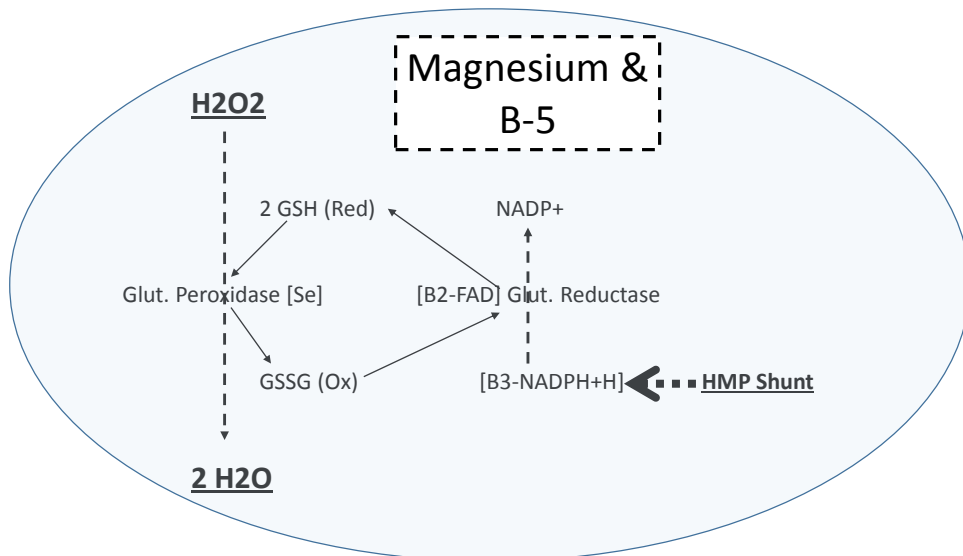 Magnesium &
B-5
H2O2
2 GSH (Red)
NADP+
Glut. Peroxidase [Se]
[B2-FAD] Glut. Reductase
GSSG (Ox)
[B3-NADPH+H]
HMP Shunt
2 H2O